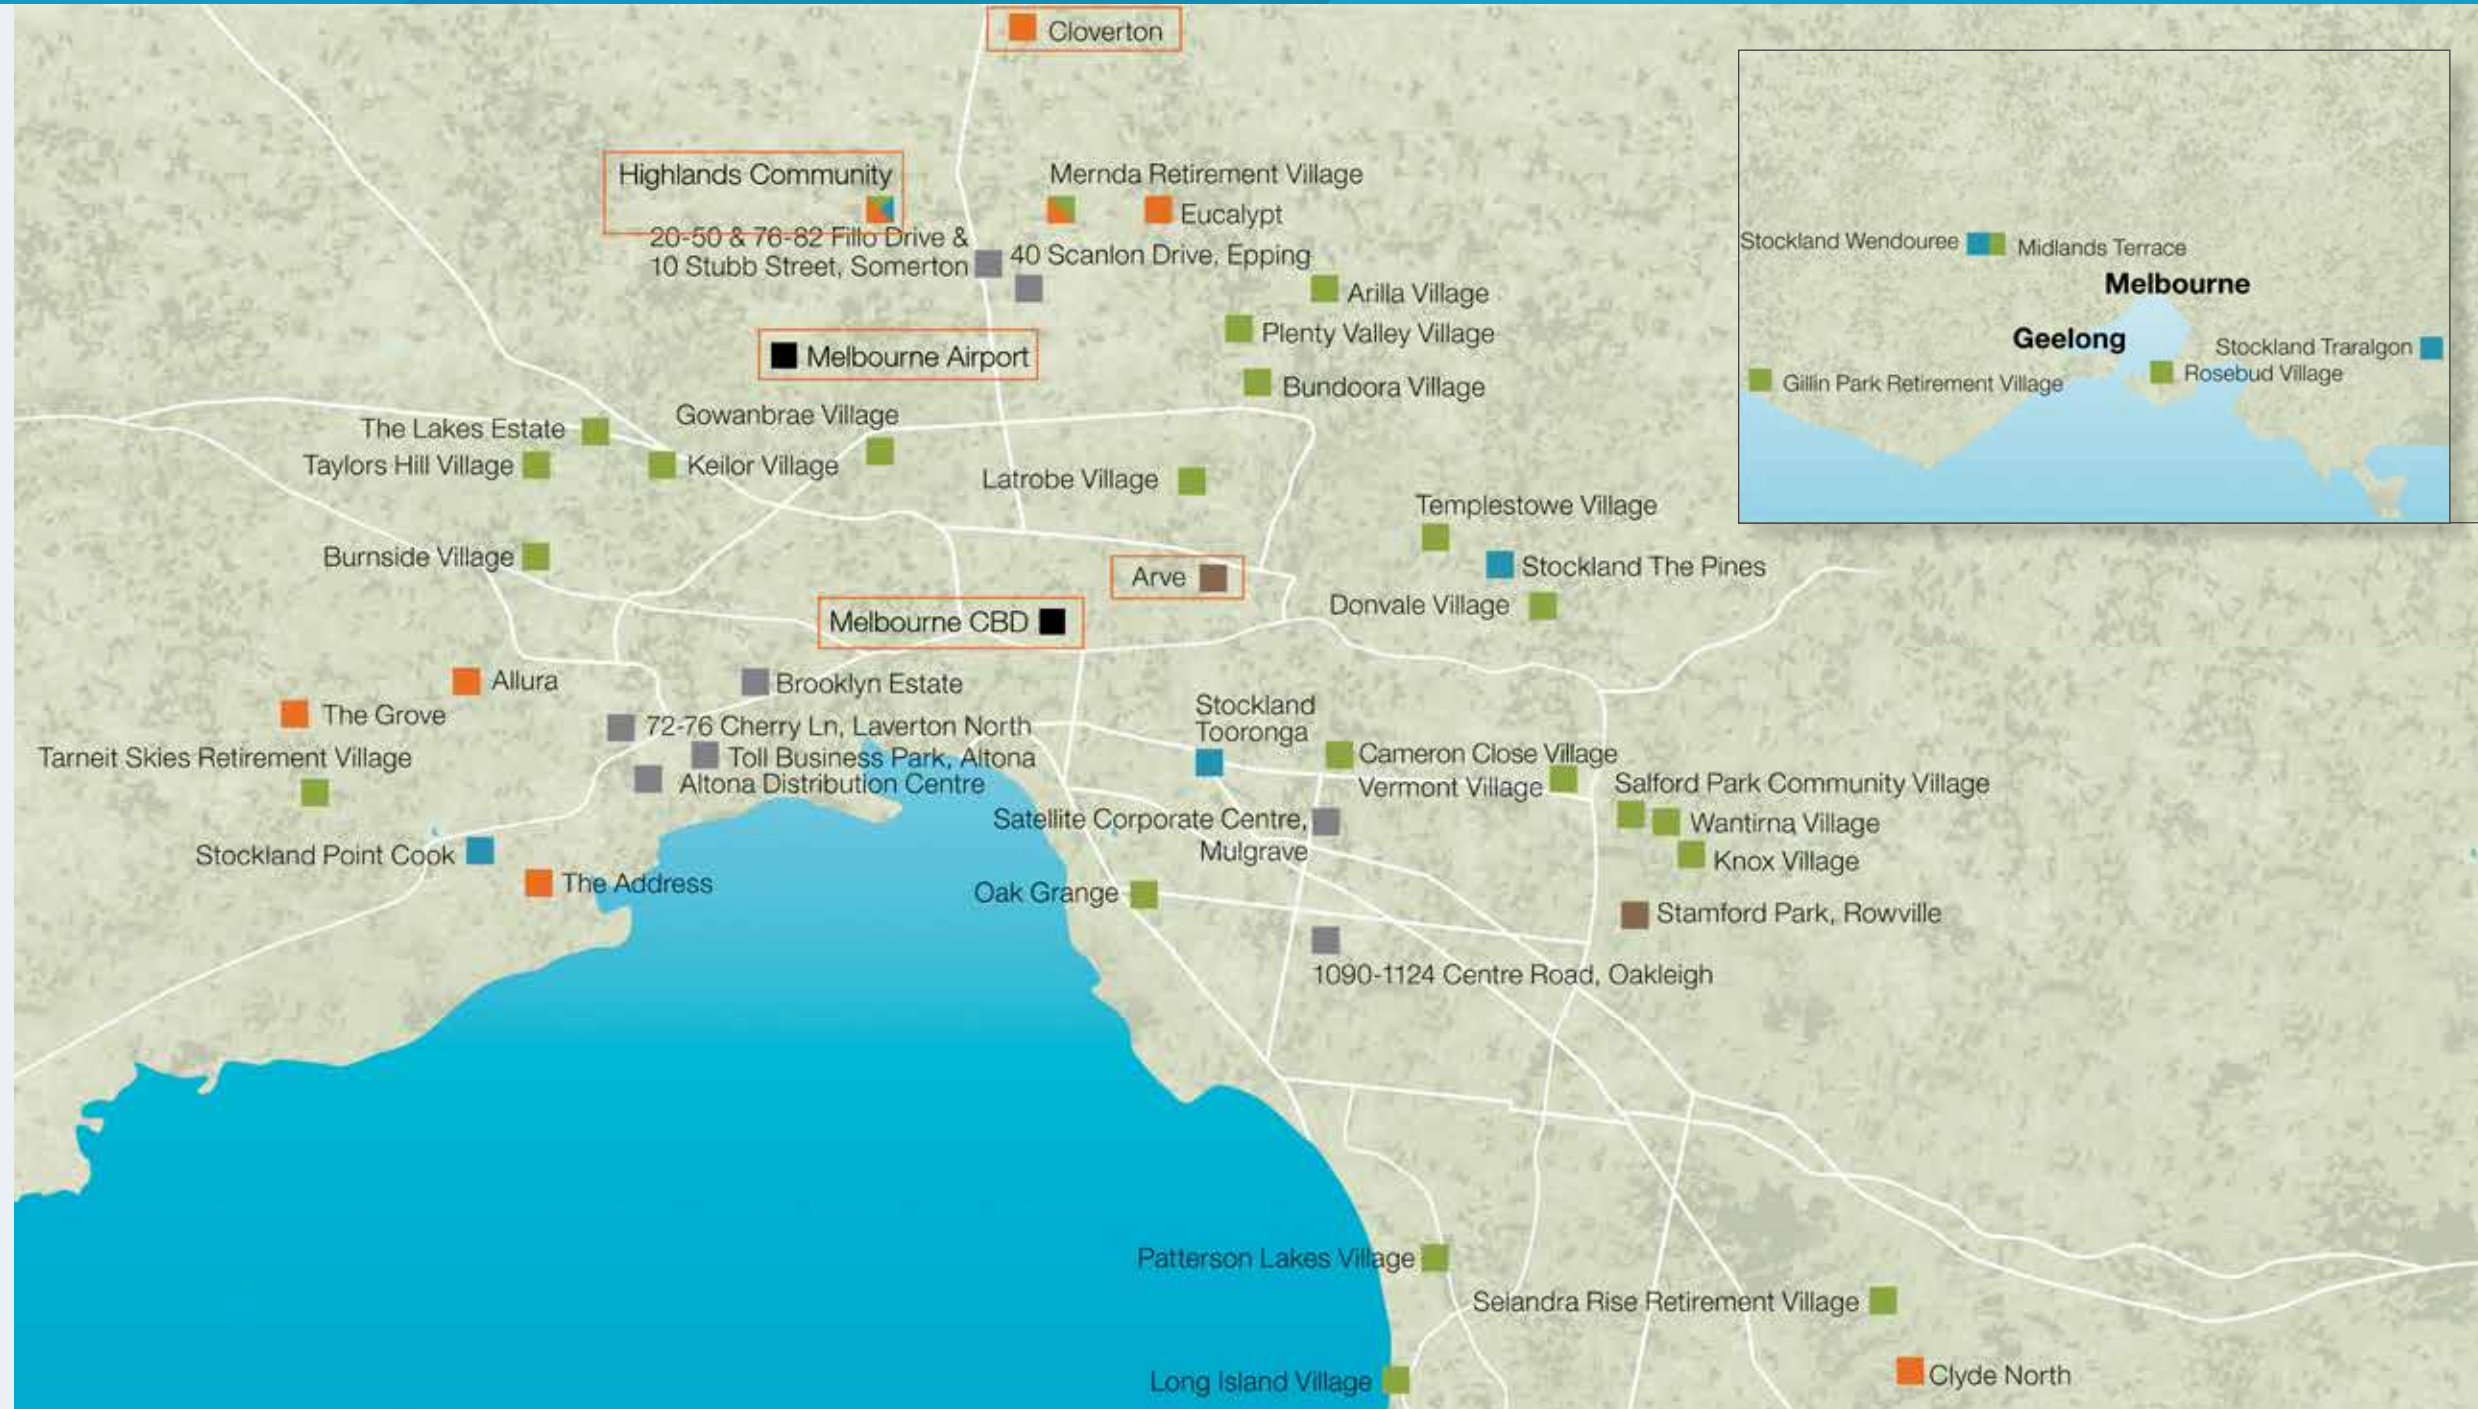 Cloverton
Highlands Community
Mernda Retirement Village
Eucalypt
20-50 & 76-82 Fillo Drive &
10 Stubb Street, Somerton
40 Scanlon Drive, Epping
Arilla Village
Plenty Valley Village
Melbourne Airport
Bundoora Village
Gowanbrae Village
The Lakes Estate
Taylors Hill Village
Keilor Village
Latrobe Village
Templestowe Village
Burnside Village
Stockland The Pines
Arve
Donvale Village
Melbourne CBD
Allura
Brooklyn Estate
The Grove
72-76 Cherry Ln, Laverton North
Stockland
Tooronga
Tarneit Skies Retirement Village
Toll Business Park, Altona
Altona Distribution Centre
Cameron Close Village
Vermont Village
Salford Park Community Village
Satellite Corporate Centre,
Mulgrave
Wantirna Village
Stockland Point Cook
Knox Village
The Address
Oak Grange
Stamford Park, Rowville
1090-1124 Centre Road, Oakleigh
Patterson Lakes Village
Selandra Rise Retirement Village
Long Island Village
Clyde North
Stockland Wendouree
Midlands Terrace
Melbourne
Geelong
Stockland Traralgon
Rosebud Village
Gillin Park Retirement Village